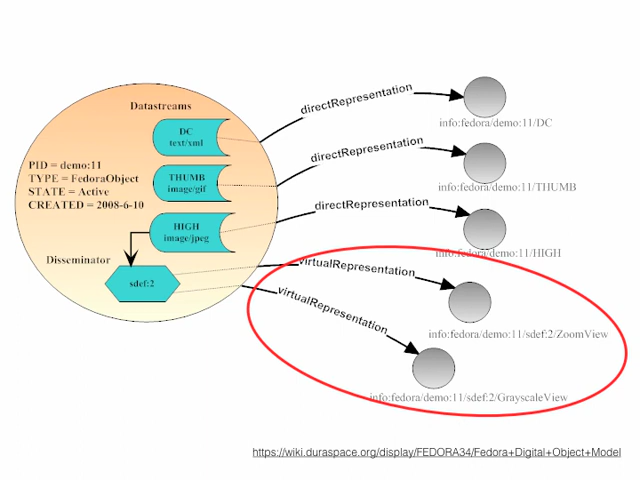 Datastreams
DC
text/xml
THUMB
image/gif
HIGH
image/jpeg
PID = demo:11
TYPE = FedoraObject
STATE = Active
CREATED = 2008-6-10
Disseminator
sdef:2
directRepresentation
info:fedora/demo:11/DC
directRepresentation
info:fedora/demo:11/THUMB
directRepresentation
info:fedora/demo:11/HIGH
virtualRepresentation
info:fedora/demo:11/sdef:2/ZoomView
virtualRepresentation
info:fedora/demo:11/sdef:2/GrayscaleView
https://wiki.duraspace.org/display/FEDORA34/Fedora+Digital+Object+Model